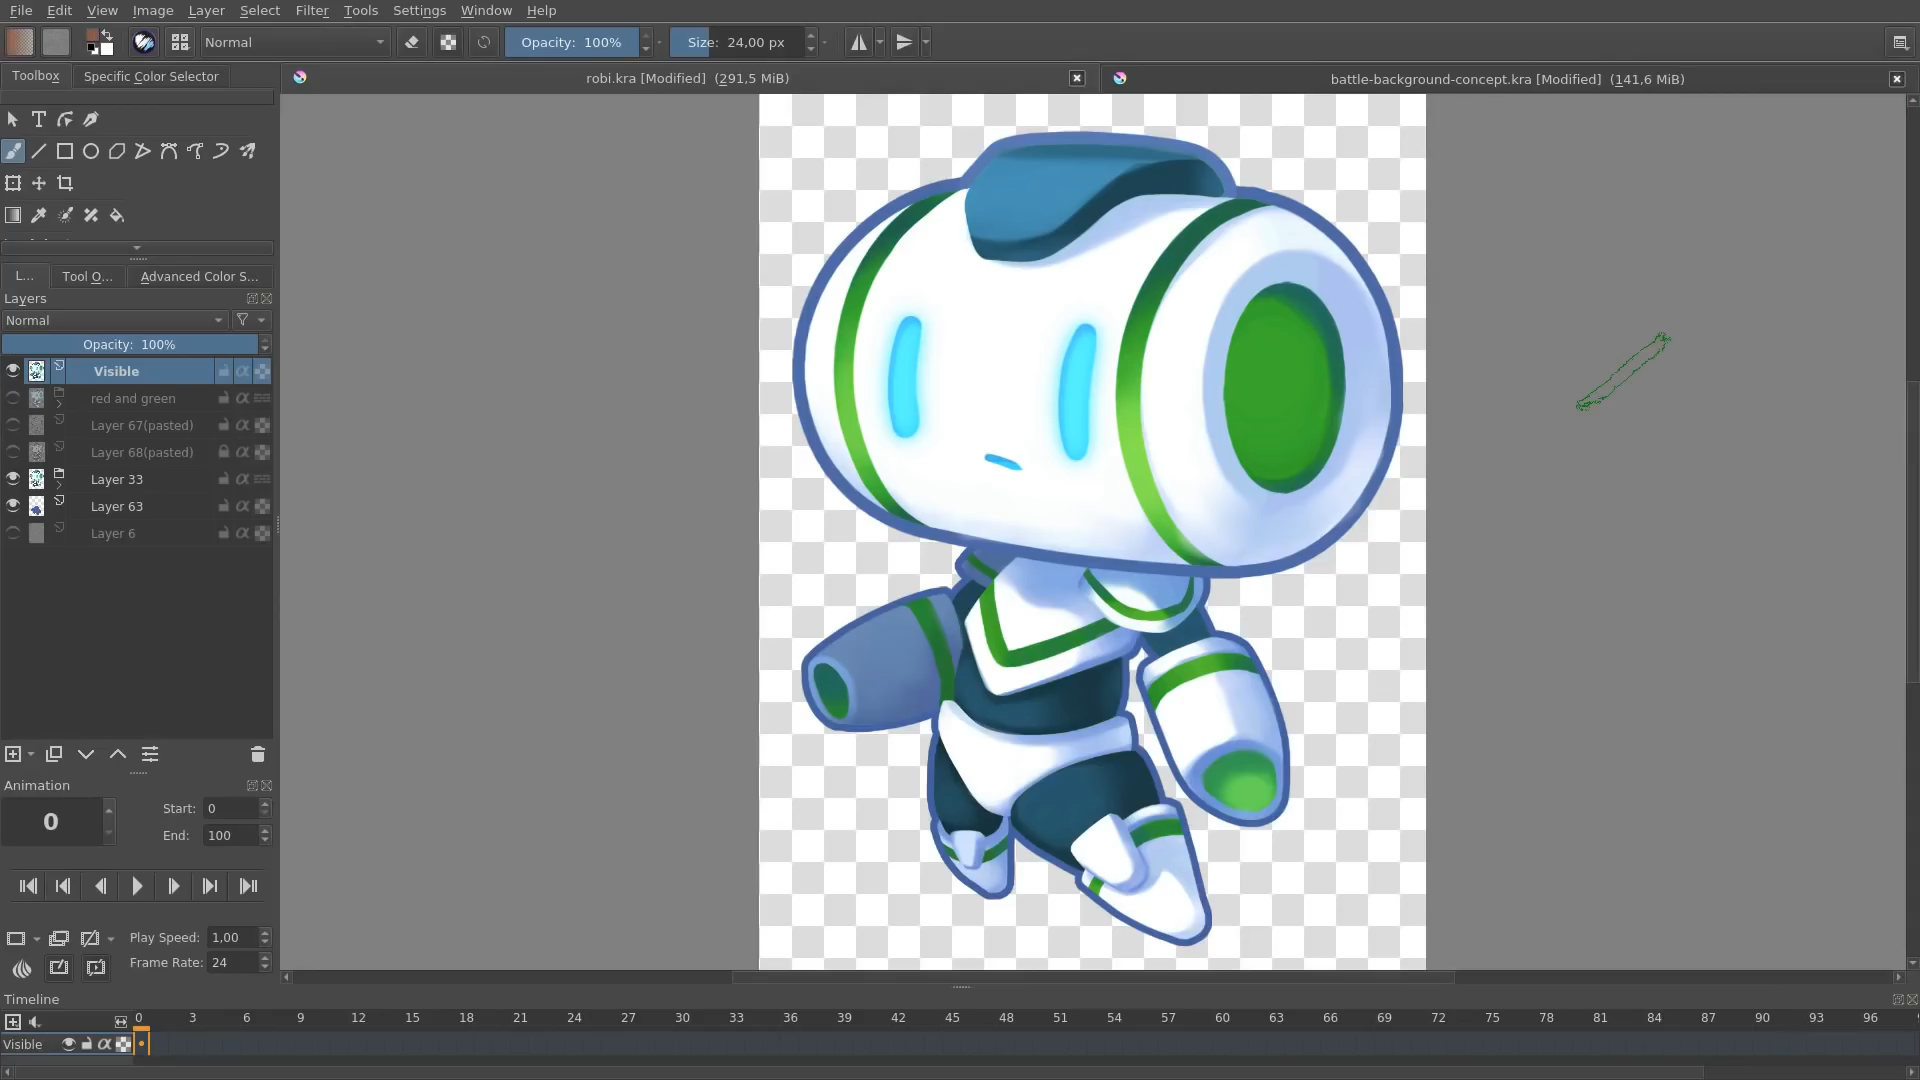 File Edit View Image Layer Select Filter Tools Settings Window Help
Normal Opacity: 100% Size: 24,00 px
Toolbox Specific Color Selector
robi.kra [Modified] (291,5 MiB)
battle-background-concept.kra [Modified] (141,6 MiB)
L... Tool O... Advanced Color S...
Layers
Normal
Opacity: 100%
Visible
red and green
Layer 67(pasted)
Layer 68(pasted)
Layer 33
Layer 63
Layer 6
Animation
0
Start: 0
End: 100
Play Speed: 1,00
Frame Rate: 24
Timeline
0 3 6 9 12 15 18 21 24 27 30 33 36 39 42 45 48 51 54 57 60 63 66 69 72 75 78 81 84 87 90 93 96
Visible